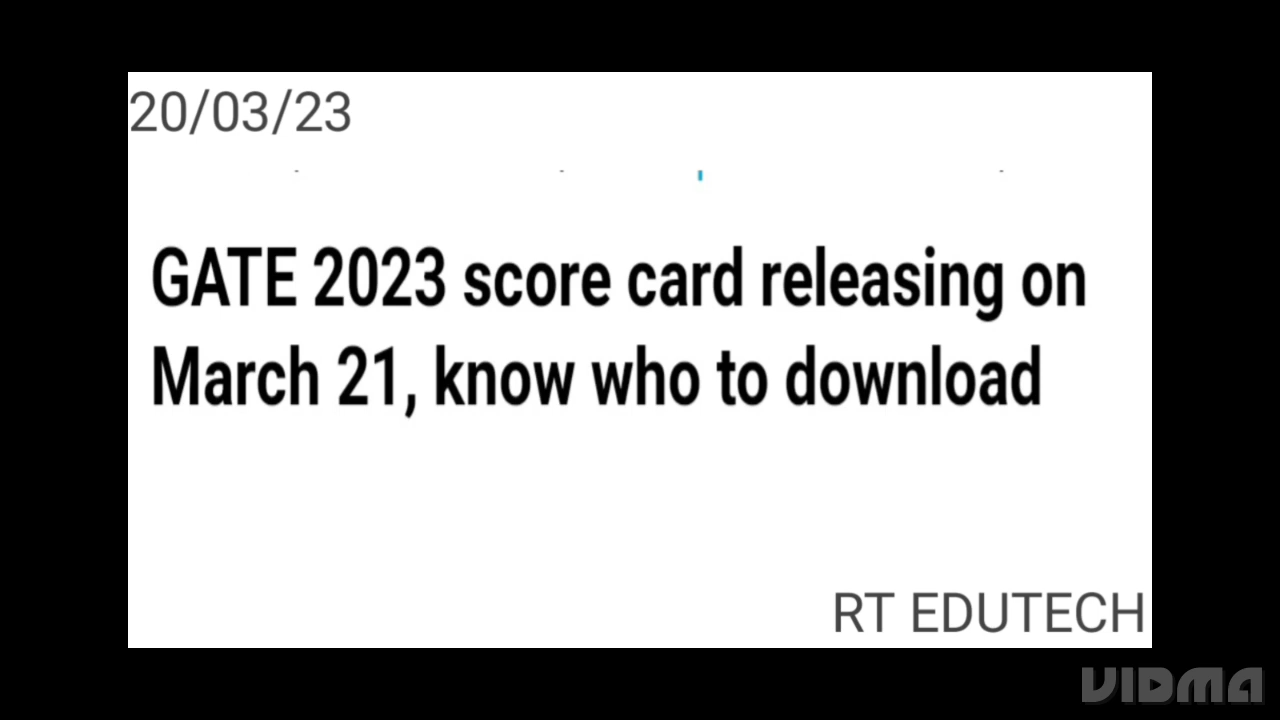 20/03/23
GATE 2023 score card releasing on
March 21, know who to download
RT EDUTECH
VIDMA